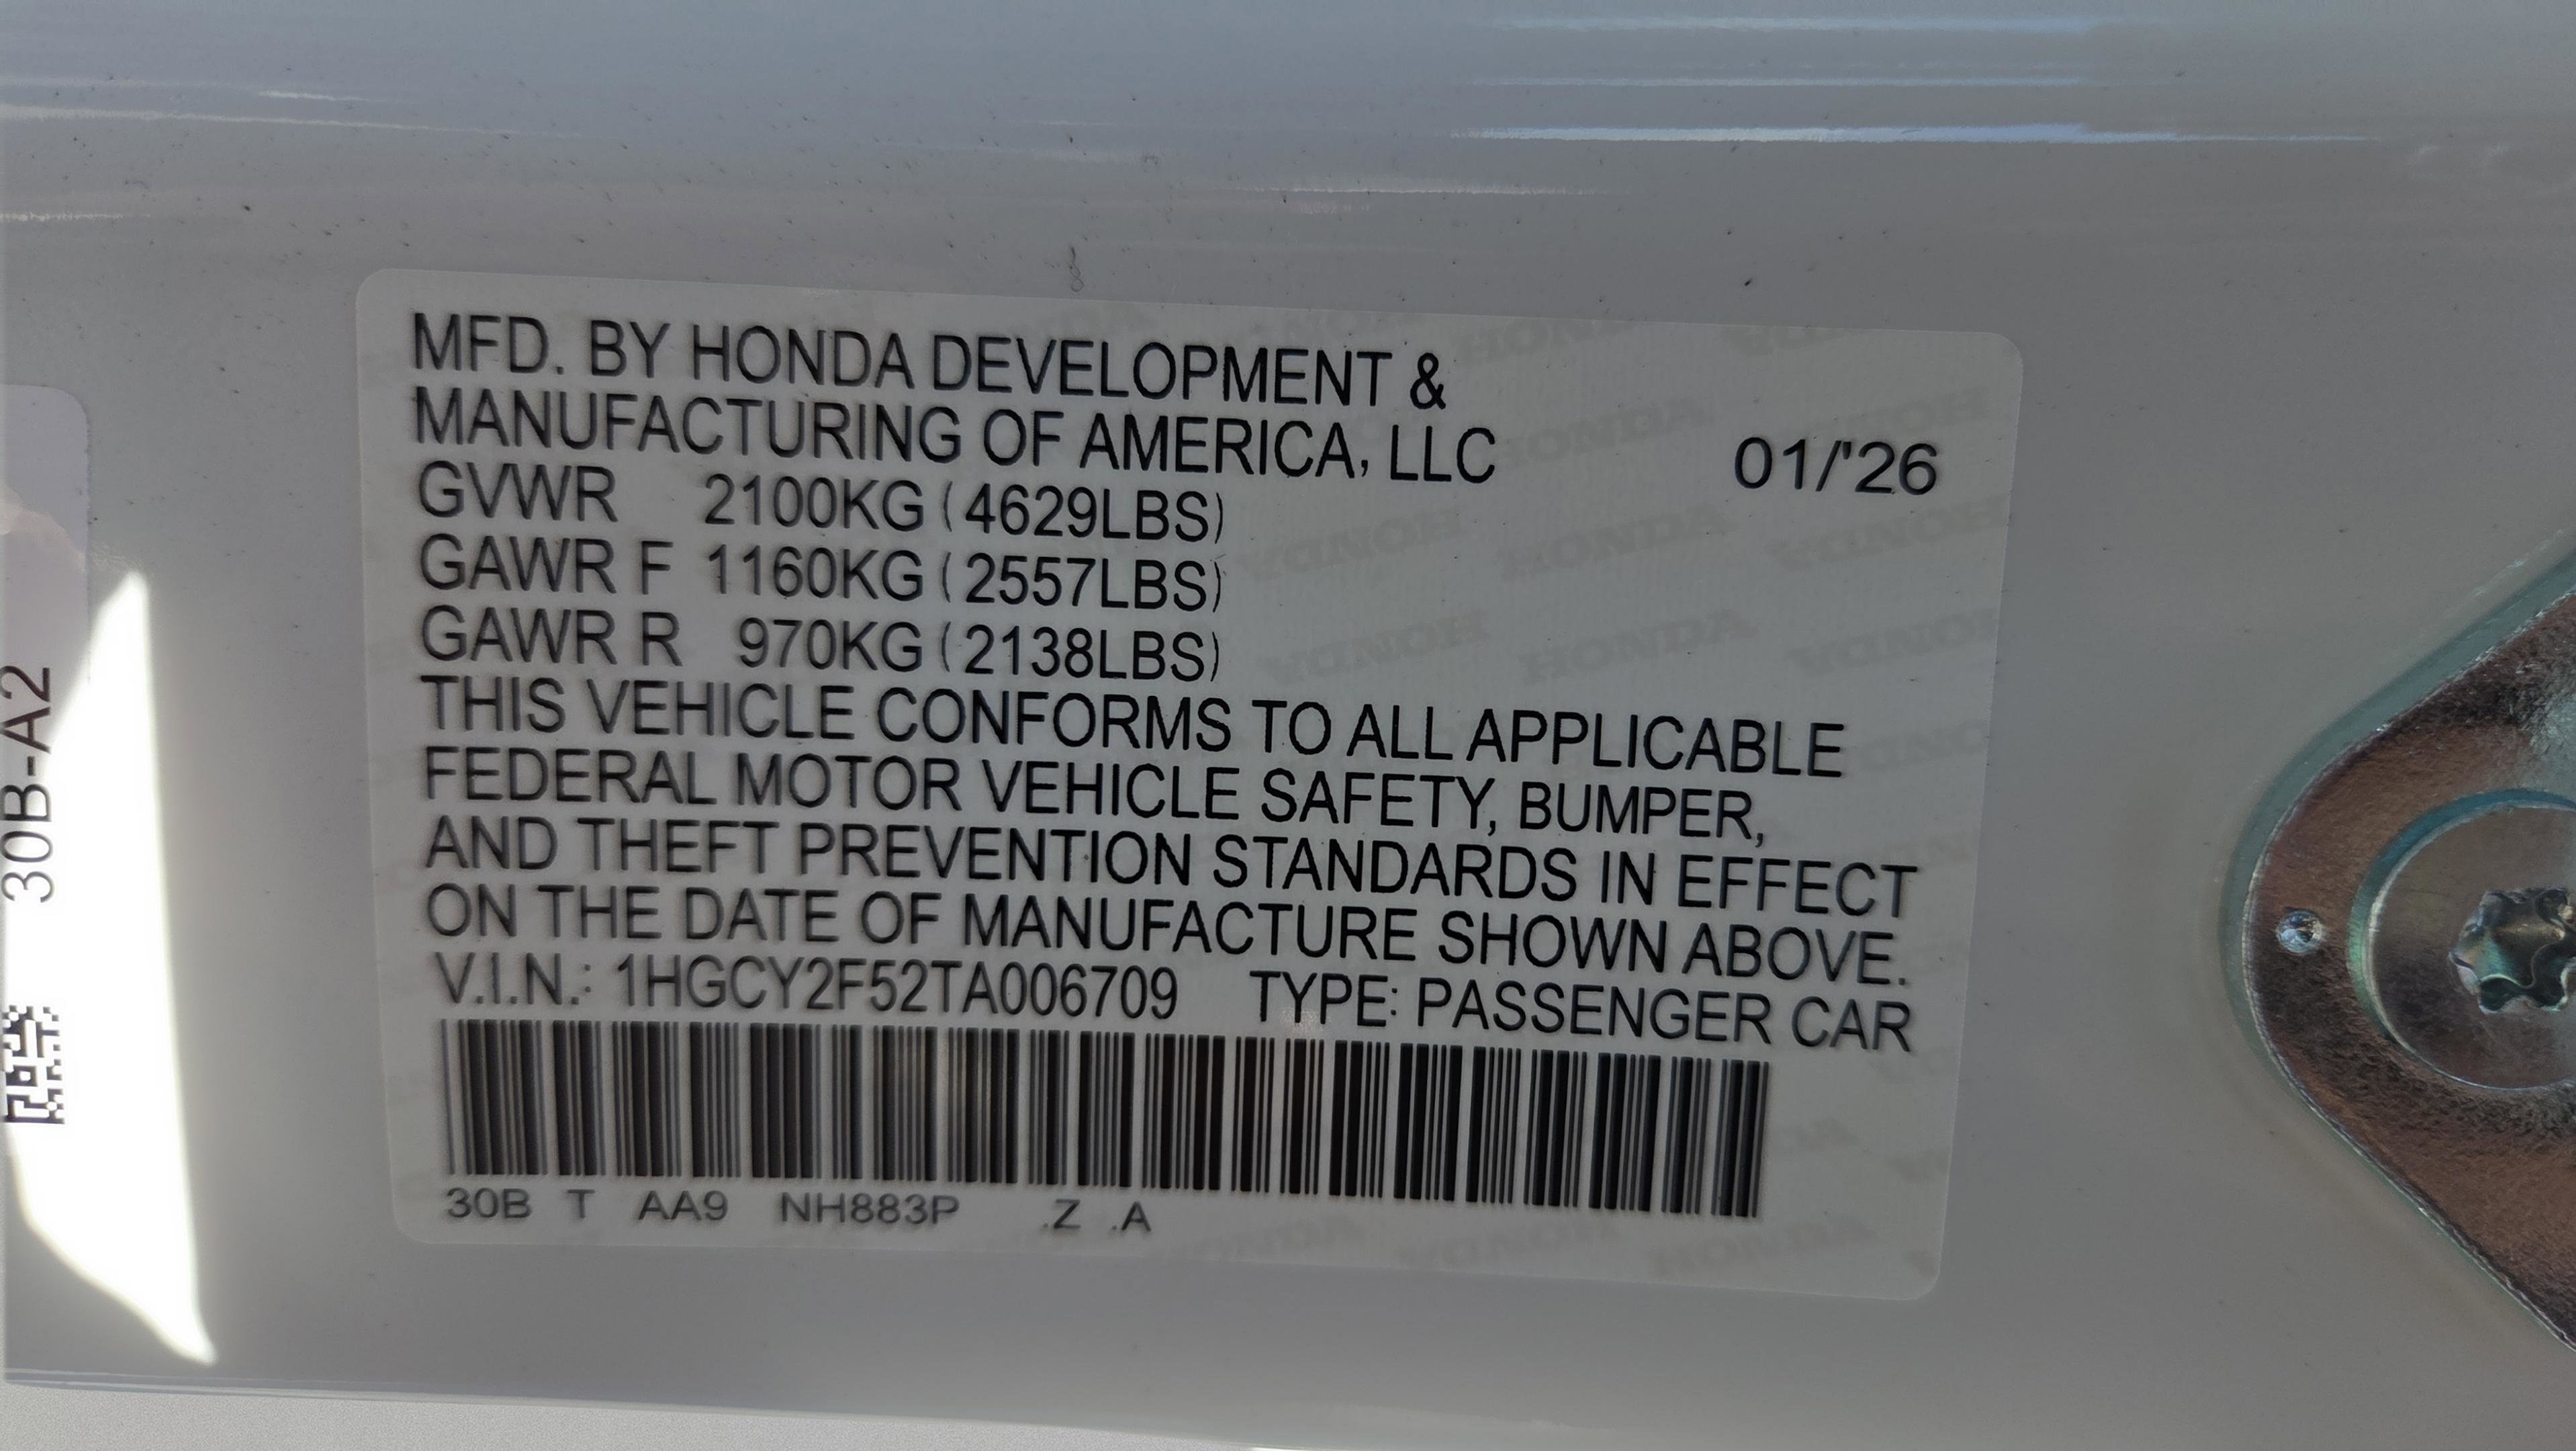 MFD. BY HONDA DEVELOPMENT &
MANUFACTURING OF AMERICA, LLC 01/'26
GVWR 2100KG (4629LBS)
GAWR F 1160KG (2557LBS)
GAWR R 970KG (2138LBS)
THIS VEHICLE CONFORMS TO ALL APPLICABLE
FEDERAL MOTOR VEHICLE SAFETY, BUMPER,
AND THEFT PREVENTION STANDARDS IN EFFECT
ON THE DATE OF MANUFACTURE SHOWN ABOVE.
V.I.N.: 1HGCY2F52TA006709 TYPE: PASSENGER CAR
30B T AA9 NH883P .Z .A
30B-A2